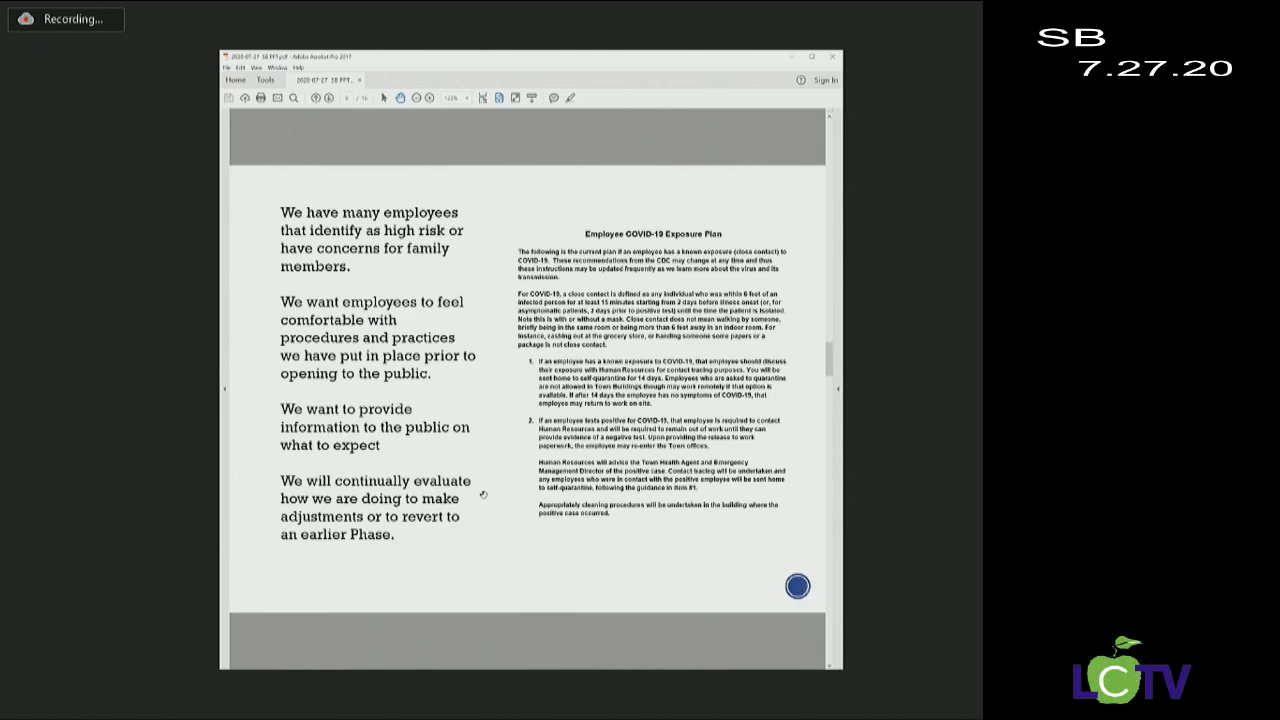 Recording...
SB
7.27.20
2020-07-27 SB PPT.pdf - Adobe Acrobat Pro 2017
File Edit View Window Help
Home Tools 2020-07-27 SB PPT... ×
Sign In
/ 16
122%
We have many employees
that identify as high risk or
have concerns for family
members.
We want employees to feel
comfortable with
procedures and practices
we have put in place prior to
opening to the public.
We want to provide
information to the public on
what to expect
We will continually evaluate
how we are doing to make
adjustments or to revert to
an earlier Phase.
Employee COVID-19 Exposure Plan
The following is the current plan if an employee has a known exposure (close contact) to
COVID-19. These recommendations from the CDC may change at any time and thus
these instructions may be updated frequently as we learn more about the virus and its
transmission.
For COVID-19, a close contact is defined as any individual who was within 6 feet of an
infected person for at least 15 minutes starting from 2 days before illness onset (or, for
asymptomatic patients, 2 days prior to positive test) until the time the patient is isolated.
Note this is with or without a mask. Close contact does not mean walking by someone,
briefly being in the same room or being more than 6 feet away in an indoor room. For
instance, cashing out at the grocery store, or handing someone some papers or a
package is not close contact.
1. If an employee has a known exposure to COVID-19, that employee should discuss
their exposure with Human Resources for contact tracing purposes. You will be
sent home to self-quarantine for 14 days. Employees who are asked to quarantine
are not allowed in Town Buildings though may work remotely if that option is
available. If after 14 days the employee has no symptoms of COVID-19, that
employee may return to work on-site.
2. If an employee tests positive for COVID-19, that employee is required to contact
Human Resources and will be required to remain out of work until they can
provide evidence of a negative test. Upon providing the release to work
paperwork, the employee may re-enter the Town offices.
Human Resources will advise the Town Health Agent and Emergency
Management Director of the positive case. Contact tracing will be undertaken and
any employees who were in contact with the positive employee will be sent home
to self-quarantine, following the guidance in item #1.
Appropriately cleaning procedures will be undertaken in the building where the
positive case occurred.
LCTV